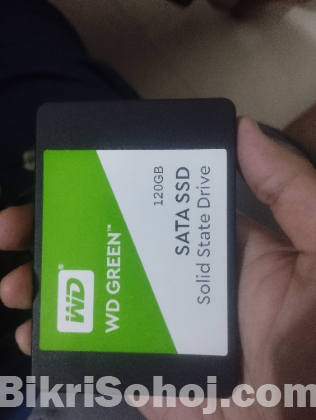 WD®
WD GREEN™
120GB
SATA SSD
Solid State Drive
BikriSohoj.com